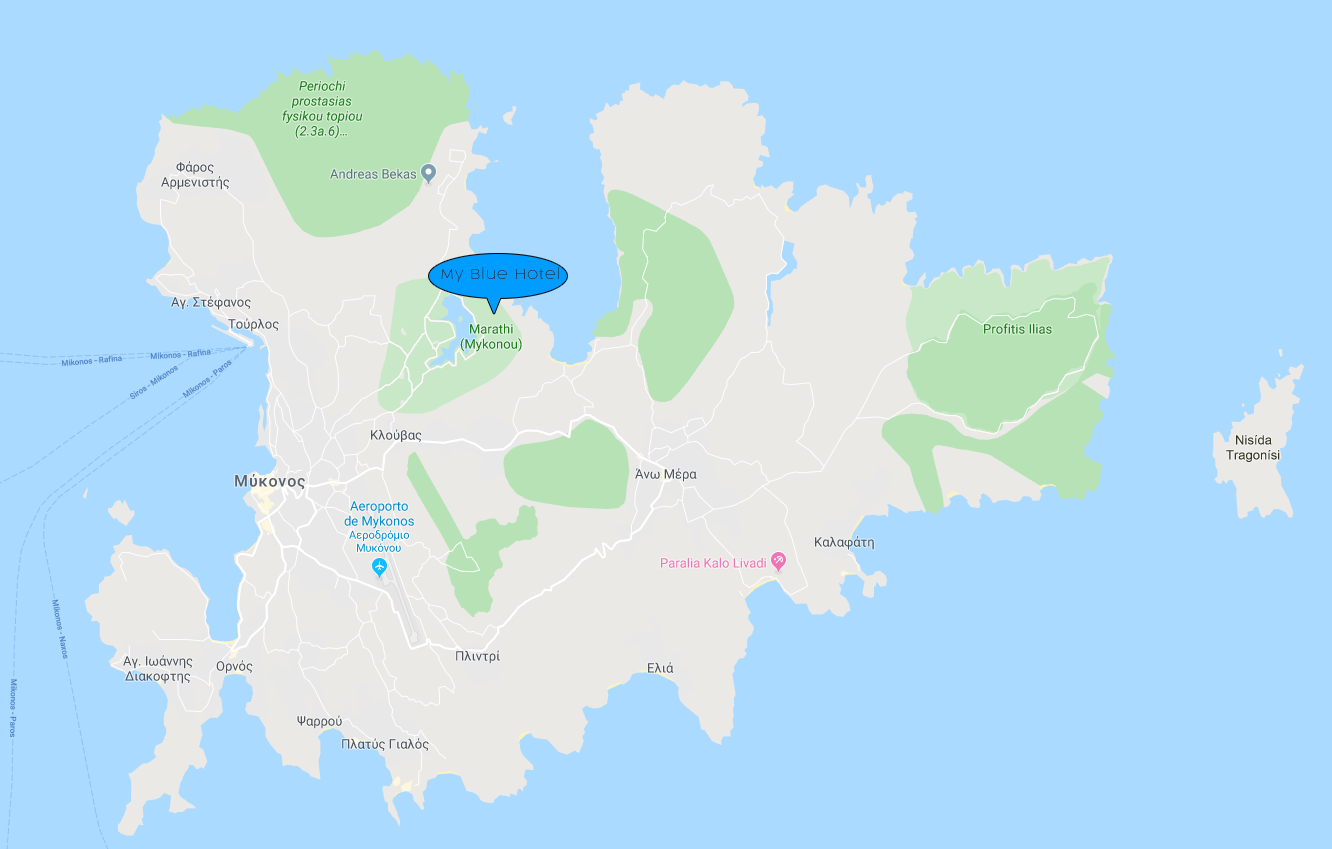 Periochi
prostasias
fysikou topiou
(2.3a.6)...
Φάρος
Αρμενιστής
Andreas Bekas
My Blue Hotel
Marathi
(Mykonou)
Αγ. Στέφανος
Τούρλος
Profitis Ilias
Mikonos - Rafina
Mikonos - Rafina
Siros - Mikonos
Mikonos - Paros
Κλούβας
Nisída
Tragonísi
Μύκονος
Άνω Μέρα
Aeroporto
de Mykonos
Αεροδρόμιο
Μυκόνου
Καλαφάτη
Paralia Kalo Livadi
Mikonos - Naxos
Mikonos - Paros
Αγ. Ιωάννης
Διακοφτης
Ορνός
Πλιντρί
Ελιά
Ψαρρού
Πλατύς Γιαλός